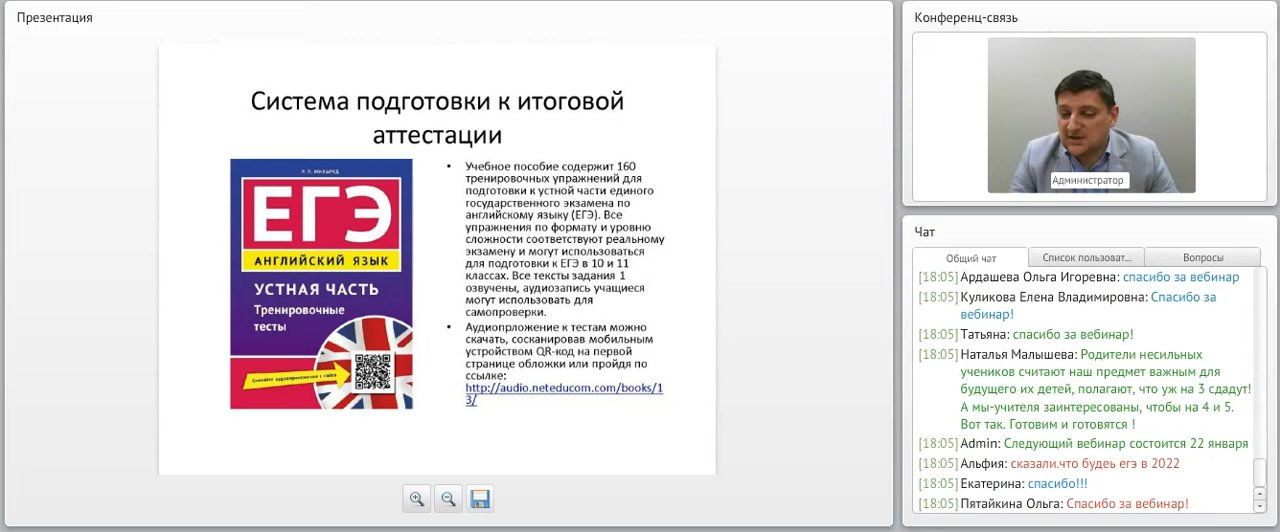 Презентация
Система подготовки к итоговой
аттестации
Р. П. МИЛЬРУД
ЕГЭ
АНГЛИЙСКИЙ ЯЗЫК
УСТНАЯ ЧАСТЬ
Тренировочные
тесты
Скачайте аудиоприложение с сайта
• Учебное пособие содержит 160
тренировочных упражнений для
подготовки к устной части единого
государственного экзамена по
английскому языку (ЕГЭ). Все
упражнения по формату и уровню
сложности соответствуют реальному
экзамену и могут использоваться
для подготовки к ЕГЭ в 10 и 11
классах. Все тексты задания 1
озвучены, аудиозапись учащиеся
могут использовать для
самопроверки.
• Аудиопрложение к тестам можно
скачать, сосканировав мобильным
устройством QR-код на первой
странице обложки или пройдя по
ссылке:
http://audio.neteducom.com/books/1
3/
Конференц-связь
Администратор
Чат
Общий чат
Список пользоват...
Вопросы
[18:05] Ардашева Ольга Игоревна: спасибо за вебинар
[18:05] Куликова Елена Владимировна: Спасибо за
вебинар!
[18:05] Татьяна: спасибо за вебинар!
[18:05] Наталья Малышева: Родители несильных
учеников считают наш предмет важным для
будущего их детей, полагают, что уж на 3 сдадут!
А мы-учителя заинтересованы, чтобы на 4 и 5.
Вот так. Готовим и готовятся !
[18:05] Admin: Следующий вебинар состоится 22 января
[18:05] Альфия: сказали.что будеь егэ в 2022
[18:05] Екатерина: спасибо!!!
[18:05] Пятайкина Ольга: Спасибо за вебинар!